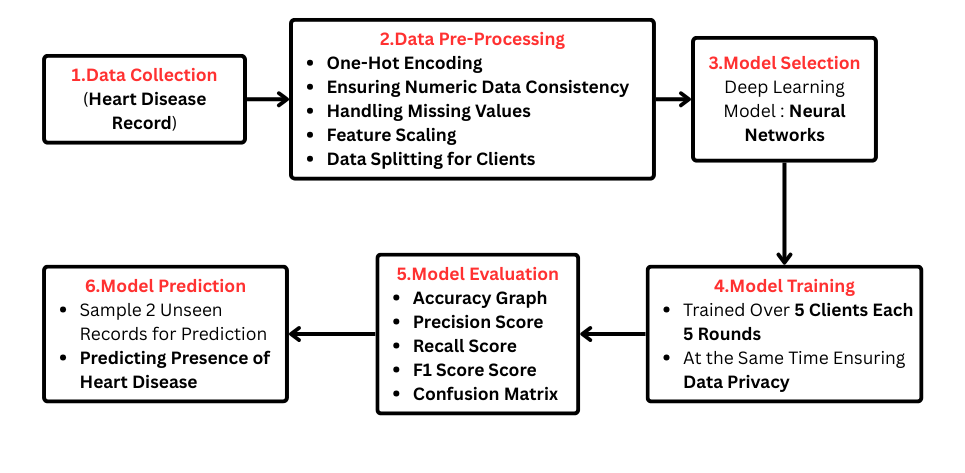 1.Data Collection
(Heart Disease
Record)
2.Data Pre-Processing
• One-Hot Encoding
• Ensuring Numeric Data Consistency
• Handling Missing Values
• Feature Scaling
• Data Splitting for Clients
3.Model Selection
Deep Learning
Model : Neural
Networks
4.Model Training
• Trained Over 5 Clients Each
5 Rounds
• At the Same Time Ensuring
Data Privacy
5.Model Evaluation
• Accuracy Graph
• Precision Score
• Recall Score
• F1 Score Score
• Confusion Matrix
6.Model Prediction
• Sample 2 Unseen
Records for Prediction
• Predicting Presence of
Heart Disease